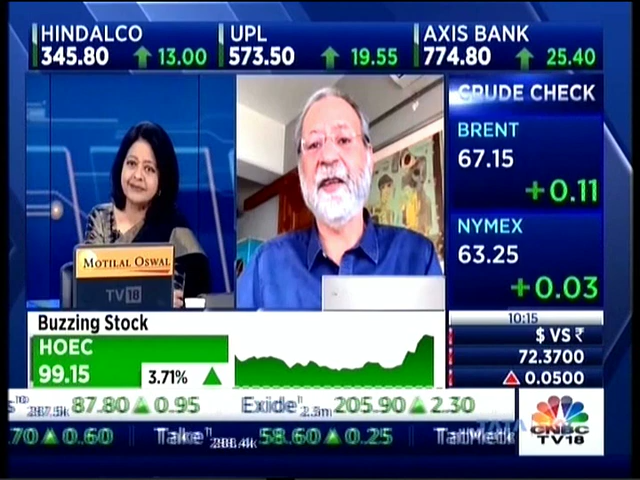 HINDALCO
345.80 13.00
UPL
573.50 19.55
AXIS BANK
774.80 25.40
CRUDE CHECK
BRENT
67.15
+0.11
NYMEX
63.25
+0.03
MOTILAL OSWAL
TV18
Buzzing Stock
HOEC
99.15
3.71%
10:15
$ VS ₹
72.3700
0.0500
87.80 0.95 Exide 205.90 2.30
.70 0.60 Take 58.60 0.25
CNBC
TV18